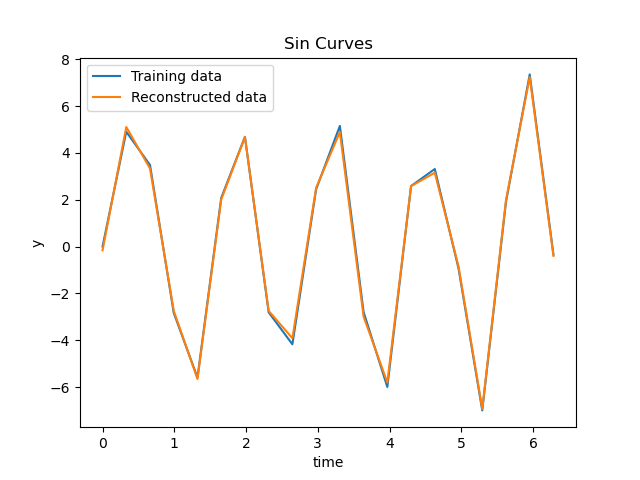 Sin Curves
Training data
Reconstructed data
y
8
6
4
2
0
−2
−4
−6
0 1 2 3 4 5 6
time